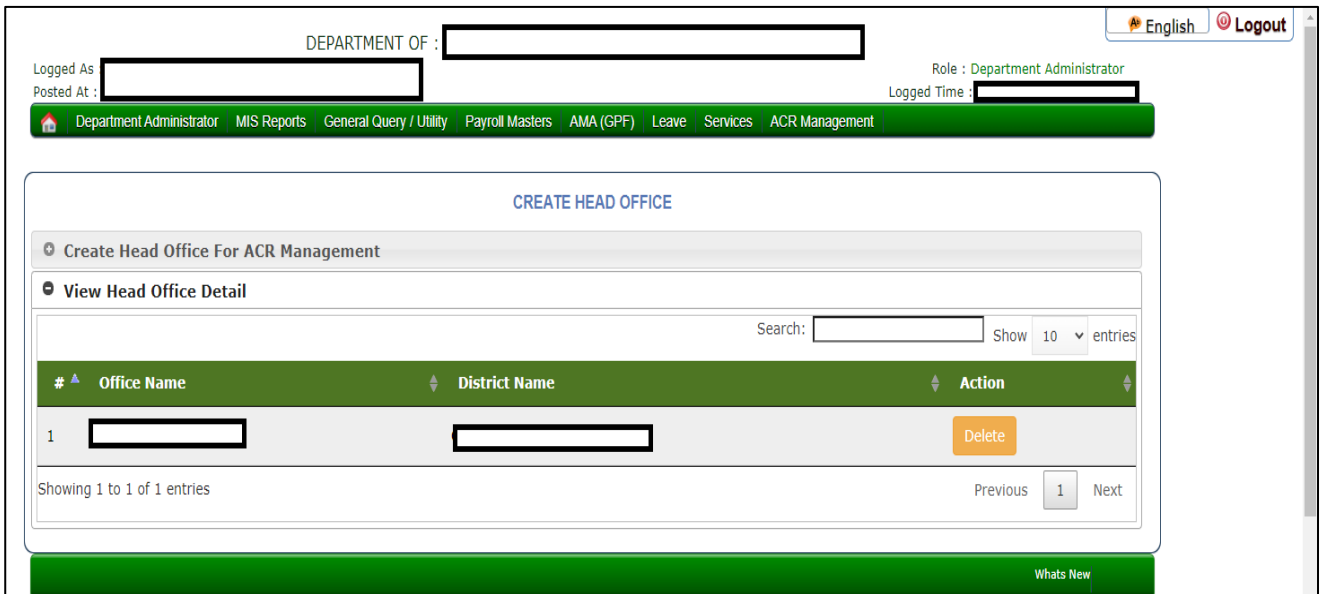 English Logout
DEPARTMENT OF :
Logged As
Role : Department Administrator
Posted At :
Logged Time :
Department Administrator MIS Reports General Query / Utility Payroll Masters AMA (GPF) Leave Services ACR Management
CREATE HEAD OFFICE
Create Head Office For ACR Management
View Head Office Detail
Search: Show 10 entries
# Office Name District Name Action
1 Delete
Showing 1 to 1 of 1 entries Previous 1 Next
Whats New